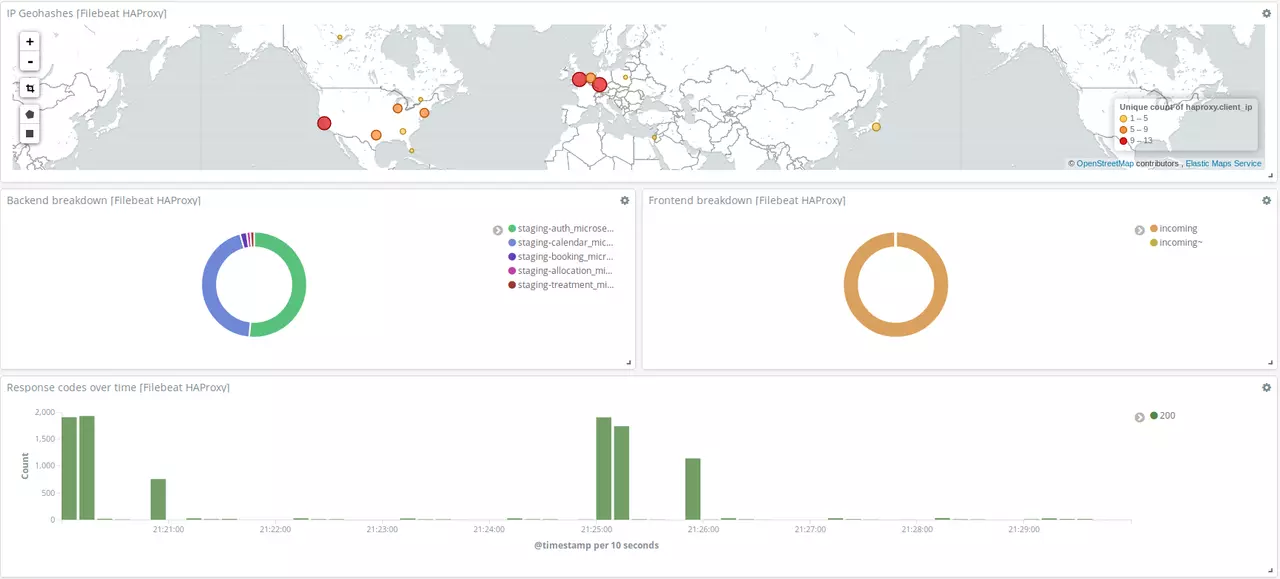 IP Geohashes [Filebeat HAProxy]
+
-
Unique count of haproxy.client_ip
1 – 5
5 – 9
9 – 13
© OpenStreetMap contributors , Elastic Maps Service
Backend breakdown [Filebeat HAProxy]
staging-auth_microse...
staging-calendar_mic...
staging-booking_micr...
staging-allocation_mi...
staging-treatment_mi...
Frontend breakdown [Filebeat HAProxy]
incoming
incoming~
Response codes over time [Filebeat HAProxy]
2,000
1,500
1,000
500
0
Count
21:21:00 21:22:00 21:23:00 21:24:00 21:25:00 21:26:00 21:27:00 21:28:00 21:29:00
@timestamp per 10 seconds
200